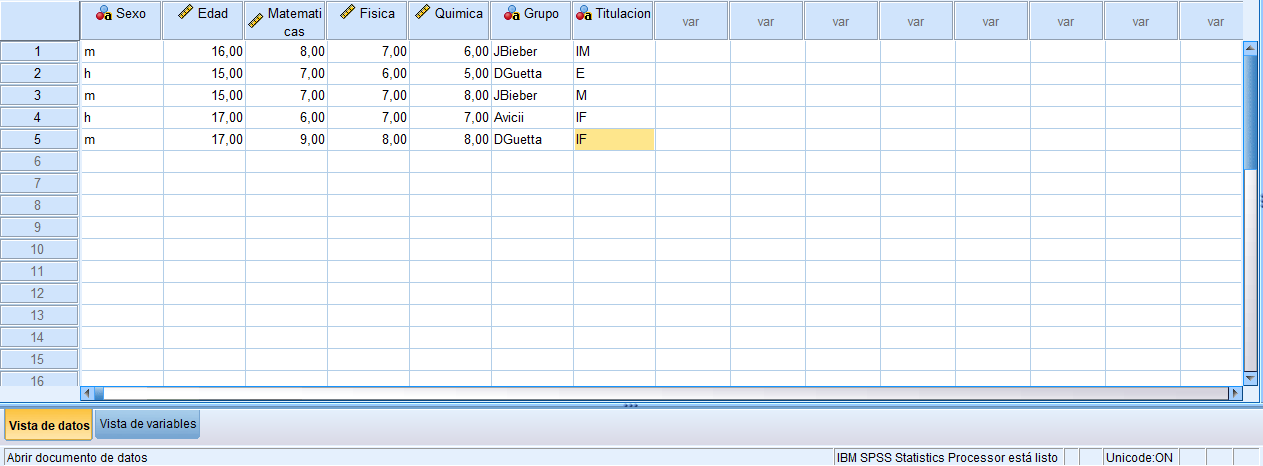 Sexo Edad Matemati cas Fisica Quimica Grupo Titulacion var var var var var var var var
1 m 16,00 8,00 7,00 6,00 JBieber IM
2 h 15,00 7,00 6,00 5,00 DGuetta E
3 m 15,00 7,00 7,00 8,00 JBieber M
4 h 17,00 6,00 7,00 7,00 Avicii IF
5 m 17,00 9,00 8,00 8,00 DGuetta IF
6
7
8
9
10
11
12
13
14
15
16
Vista de datos Vista de variables
Abrir documento de datos IBM SPSS Statistics Processor está listo Unicode:ON